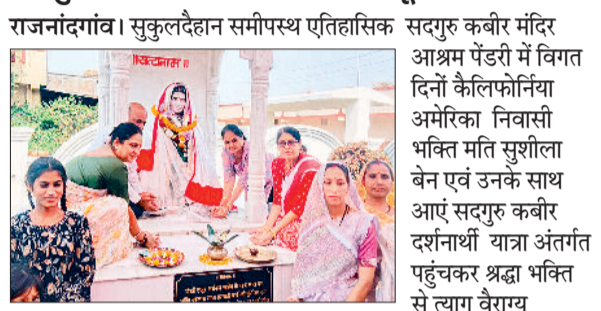 राजनांदगांव। सुकुलदैहान समीपस्थ एतिहासिक सदगुरु कबीर मंदिर
आश्रम पेंडरी में विगत
दिनों कैलिफोर्निया
अमेरिका निवासी
भक्ति मति सुशीला
बेन एवं उनके साथ
आएं सदगुरु कबीर
दर्शनार्थी यात्रा अंतर्गत
पहुंचकर श्रद्धा भक्ति
से त्याग वैराग्य